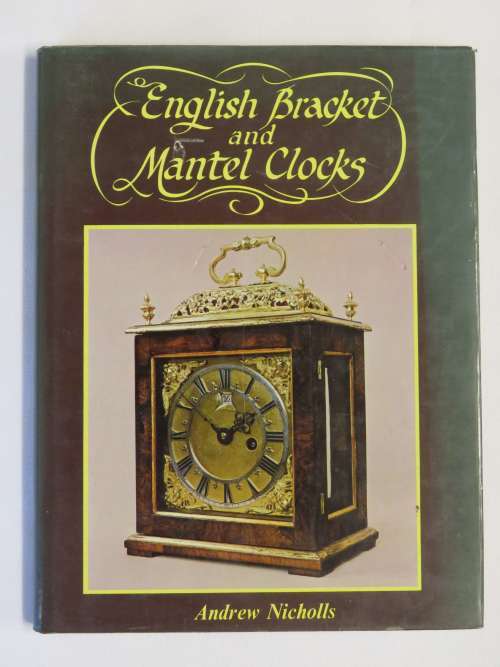 English Bracket
and
Mantel Clocks
Andrew Nicholls